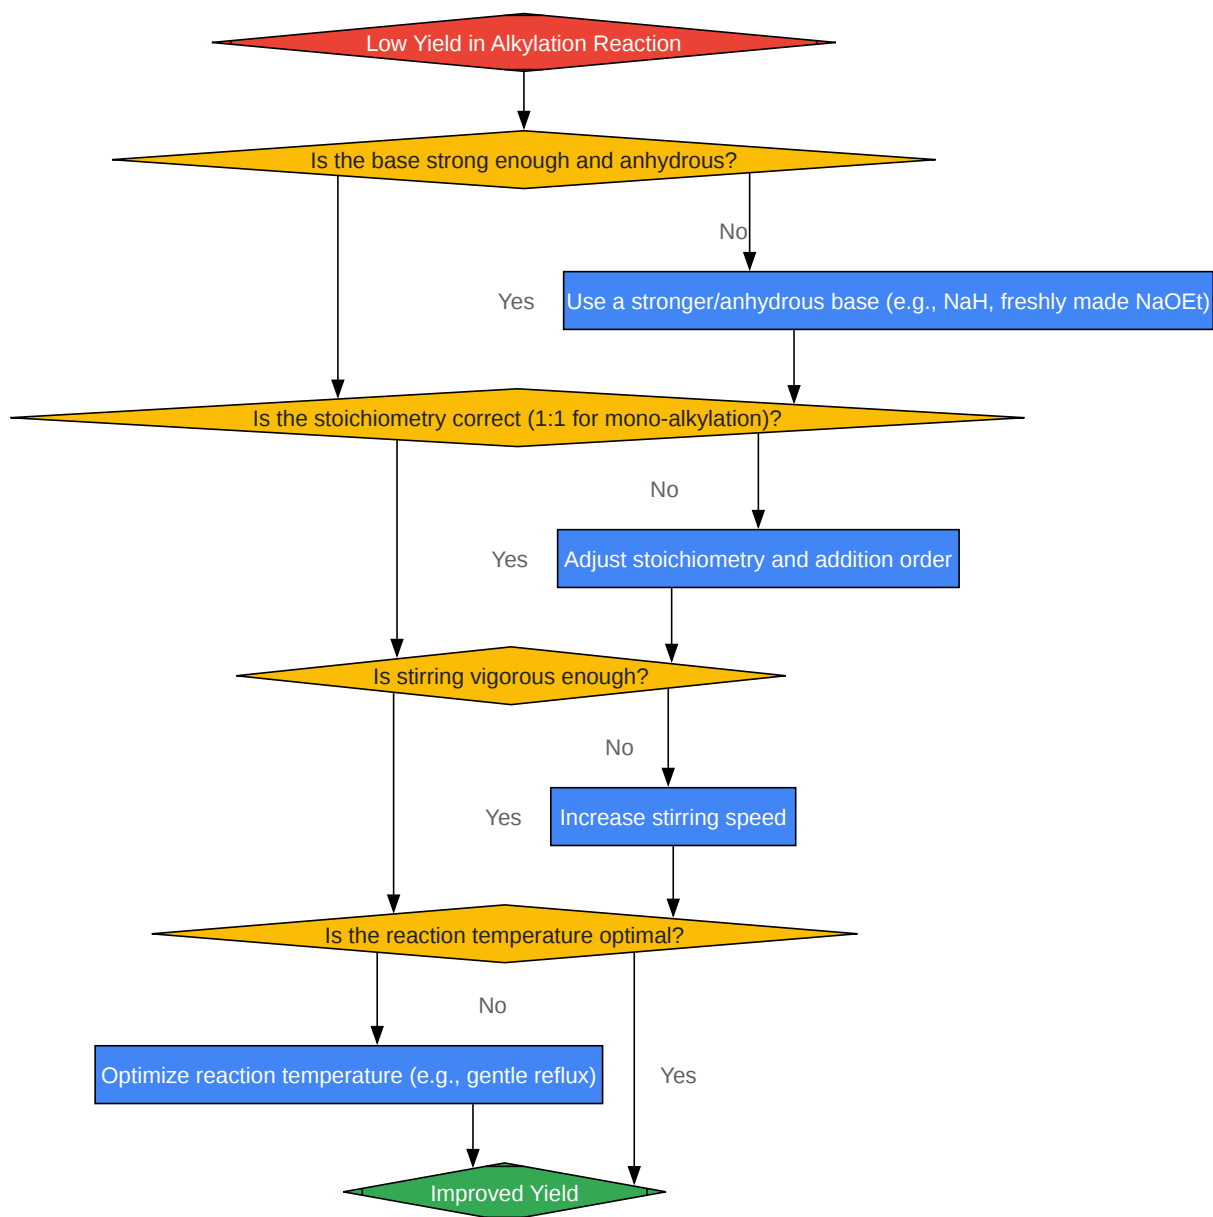 Low Yield in Alkylation Reaction
Is the base strong enough and anhydrous?
No
Yes
Use a stronger/anhydrous base (e.g., NaH, freshly made NaOEt)
Is the stoichiometry correct (1:1 for mono-alkylation)?
No
Yes
Adjust stoichiometry and addition order
Is stirring vigorous enough?
No
Yes
Increase stirring speed
Is the reaction temperature optimal?
No
Optimize reaction temperature (e.g., gentle reflux)
Yes
Improved Yield